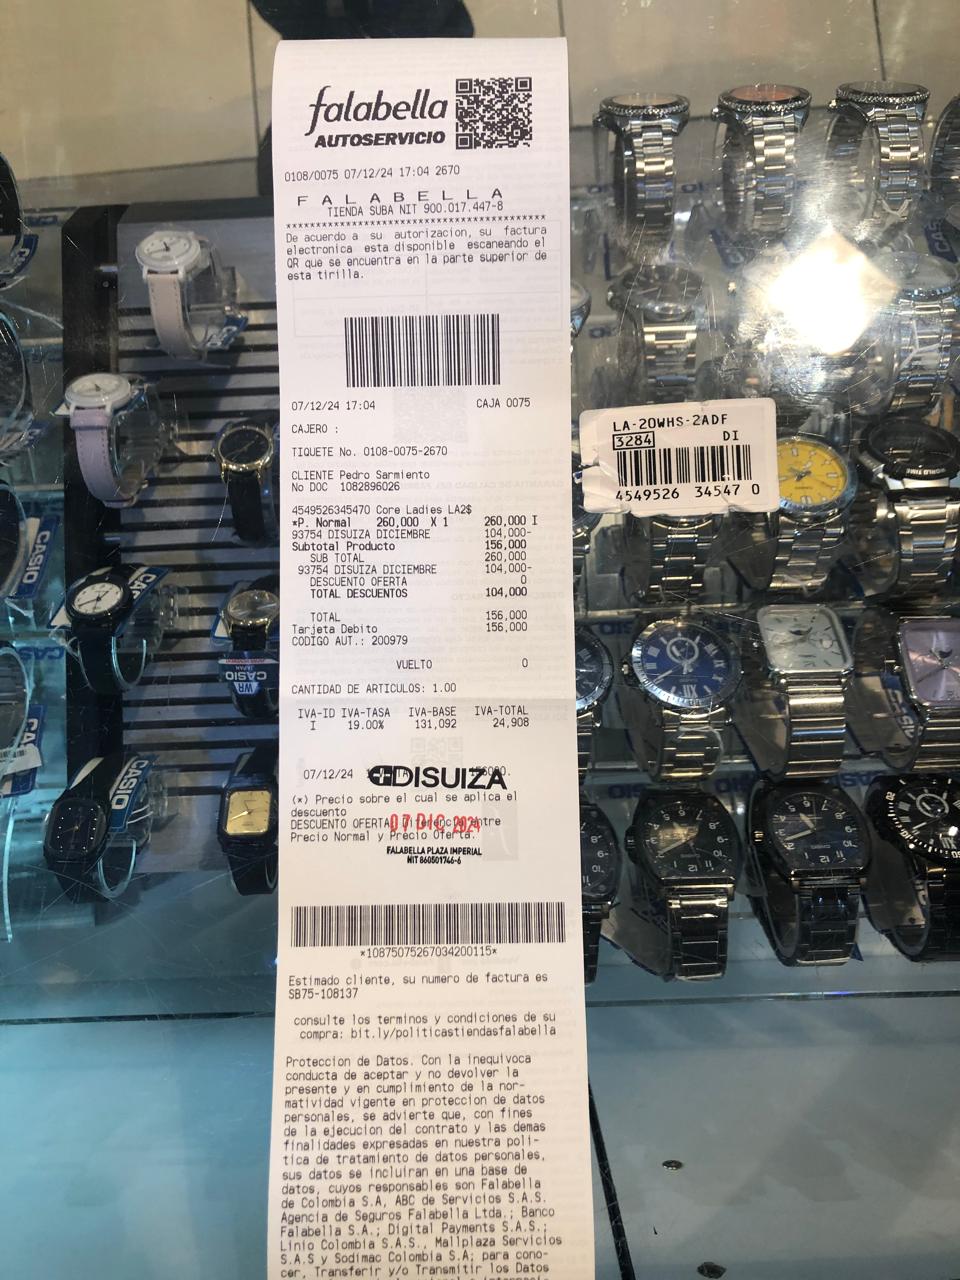 falabella
AUTOSERVICIO
0108/0075 07/12/24 17:04 2670
F A L A B E L L A
TIENDA SUBA NIT 900.017.447-8
De acuerdo a su autorizacion, su factura
electronica esta disponible escaneando el
QR que se encuentra en la parte superior de
esta tirilla.
07/12/24 17:04 CAJA 0075
CAJERO :
TIQUETE No. 0108-0075-2670
CLIENTE Pedro Sarmiento
No DOC 1082896026
4549526345470 Core Ladies LA2$
*P. Normal 260,000 X 1 260,000 I
93754 DISUIZA DICIEMBRE 104,000-
Subtotal Producto 156,000
SUB TOTAL 260,000
93754 DISUIZA DICIEMBRE 104,000-
DESCUENTO OFERTA 0
TOTAL DESCUENTOS 104,000
TOTAL 156,000
Tarjeta Debito 156,000
CODIGO AUT.: 200979
VUELTO 0
CANTIDAD DE ARTICULOS: 1.00
IVA-ID IVA-TASA IVA-BASE IVA-TOTAL
I 19.00% 131,092 24,908
07/12/24
DISUIZA
(*) Precio sobre el cual se aplica el
descuento
DESCUENTO OFERTA
07 DIC 2024
Precio Normal y Precio Oferta.
FALABELLA PLAZA IMPERIAL
NIT 860501746-6
*10875075267034200115*
Estimado cliente, su numero de factura es
SB75-108137
consulte los terminos y condiciones de su
compra: bit.ly/politicastiendasfalabella
Proteccion de Datos. Con la inequivoca
conducta de aceptar y no devolver la
presente y en cumplimiento de la nor-
matividad vigente en proteccion de datos
personales, se advierte que, con fines
de la ejecucion del contrato y las demas
finalidades expresadas en nuestra poli-
tica de tratamiento de datos personales,
sus datos se incluiran en una base de
datos, cuyos responsables son Falabella
de Colombia S.A, ABC de Servicios S.A.S.
Agencia de Seguros Falabella Ltda.; Banco
Falabella S.A.; Digital Payments S.A.S.;
Linio Colombia S.A.S., Mallplaza Servicios
S.A.S y Sodimac Colombia S.A; para cono-
cer, Transferir y/o Transmitir los Datos
LA-20WHS-2ADF
3284 DI
4549526 34547 0
CASIO
CASIO
CASIO
WR
JAPAN
CASIO